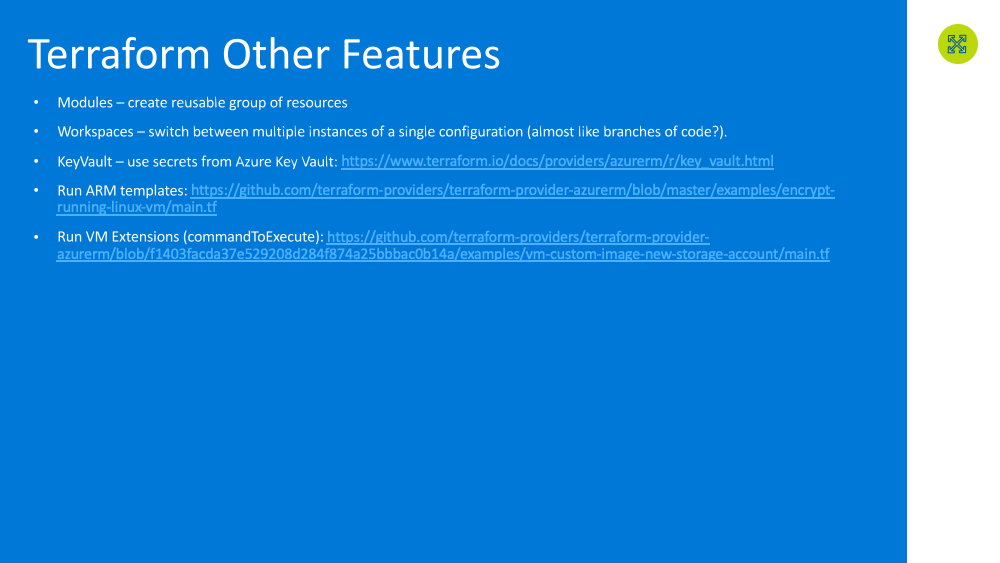 Terraform Other Features
• Modules – create reusable group of resources
• Workspaces – switch between multiple instances of a single configuration (almost like branches of code?).
• KeyVault – use secrets from Azure Key Vault: https://www.terraform.io/docs/providers/azurerm/r/key_vault.html
• Run ARM templates: https://github.com/terraform-providers/terraform-provider-azurerm/blob/master/examples/encrypt-
running-linux-vm/main.tf
• Run VM Extensions (commandToExecute): https://github.com/terraform-providers/terraform-provider-
azurerm/blob/f1403facda37e529208d284f874a25bbbac0b14a/examples/vm-custom-image-new-storage-account/main.tf